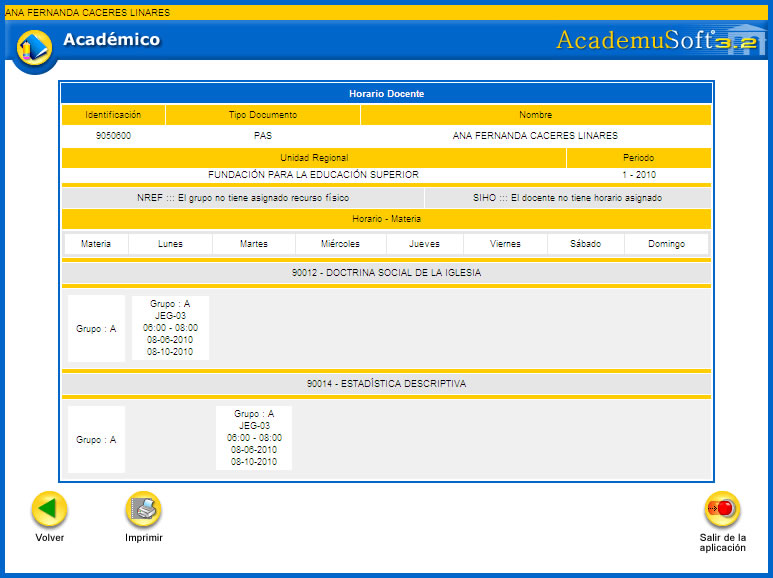 ANA FERNANDA CACERES LINARES
Académico
AcademuSoft 3.2
Horario Docente
Identificación Tipo Documento Nombre
9050600 PAS ANA FERNANDA CACERES LINARES
Unidad Regional Periodo
FUNDACIÓN PARA LA EDUCACIÓN SUPERIOR 1 - 2010
NREF ::: El grupo no tiene asignado recurso físico SIHO ::: El docente no tiene horario asignado
Horario - Materia
Materia Lunes Martes Miércoles Jueves Viernes Sábado Domingo
90012 - DOCTRINA SOCIAL DE LA IGLESIA
Grupo : A
Grupo : A
JEG-03
06:00 - 08:00
08-06-2010
08-10-2010
90014 - ESTADÍSTICA DESCRIPTIVA
Grupo : A
Grupo : A
JEG-03
06:00 - 08:00
08-06-2010
08-10-2010
Volver Imprimir Salir de la
aplicación